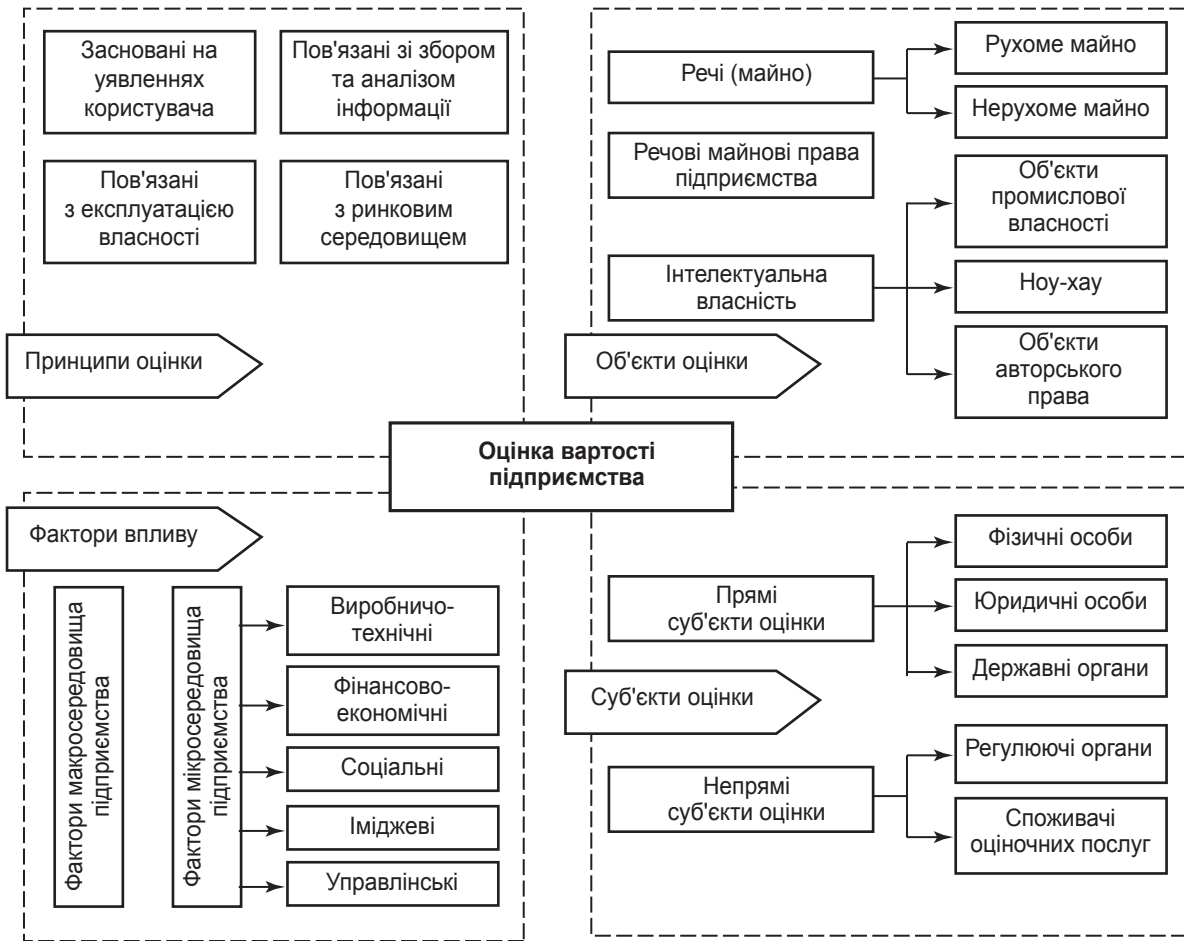 Засновані на
уявленнях
користувача
Пов'язані зі збором
та аналізом
інформації
Пов'язані
з експлуатацією
власності
Пов'язані
з ринковим
середовищем
Принципи оцінки
Речі (майно)
Рухоме майно
Нерухоме майно
Речові майнові права
підприємства
Інтелектуальна
власність
Об'єкти
промислової
власності
Ноу-хау
Об'єкти
авторського
права
Об'єкти оцінки
Оцінка вартості
підприємства
Фактори впливу
Фактори макросередовища
підприємства
Фактори мікросередовища
підприємства
Виробничо-
технічні
Фінансово-
економічні
Соціальні
Іміджеві
Управлінські
Прямі
суб'єкти оцінки
Фізичні особи
Юридичні особи
Державні органи
Суб'єкти оцінки
Непрямі
суб'єкти оцінки
Регулюючі органи
Споживачі
оціночних послуг